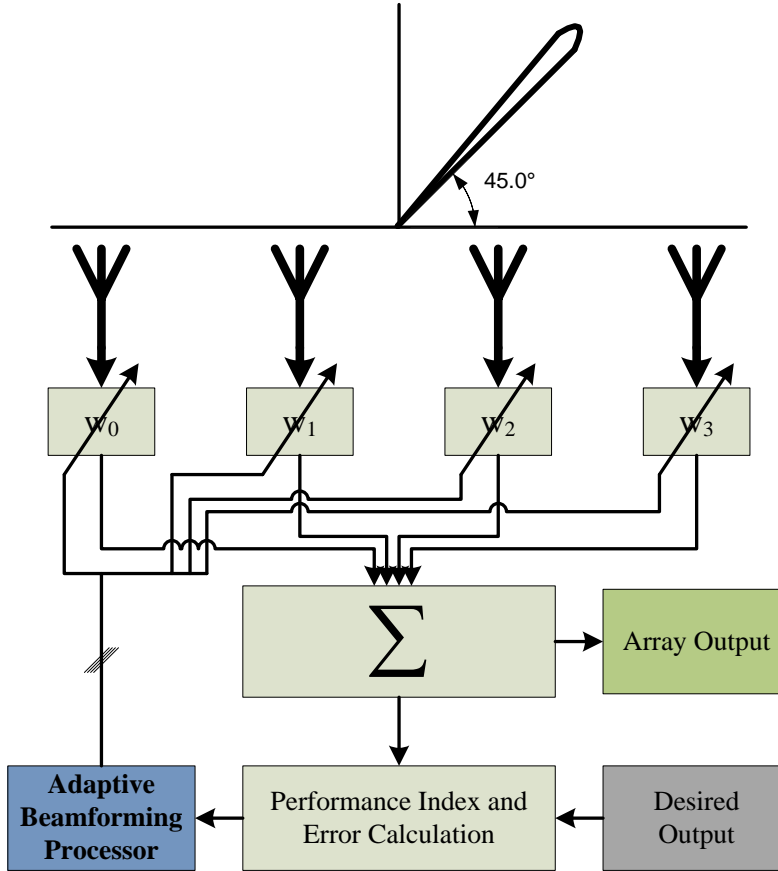 45.0°
W0
W1
W2
W3
∑
Array Output
Adaptive
Beamforming
Processor
Performance Index and
Error Calculation
Desired
Output